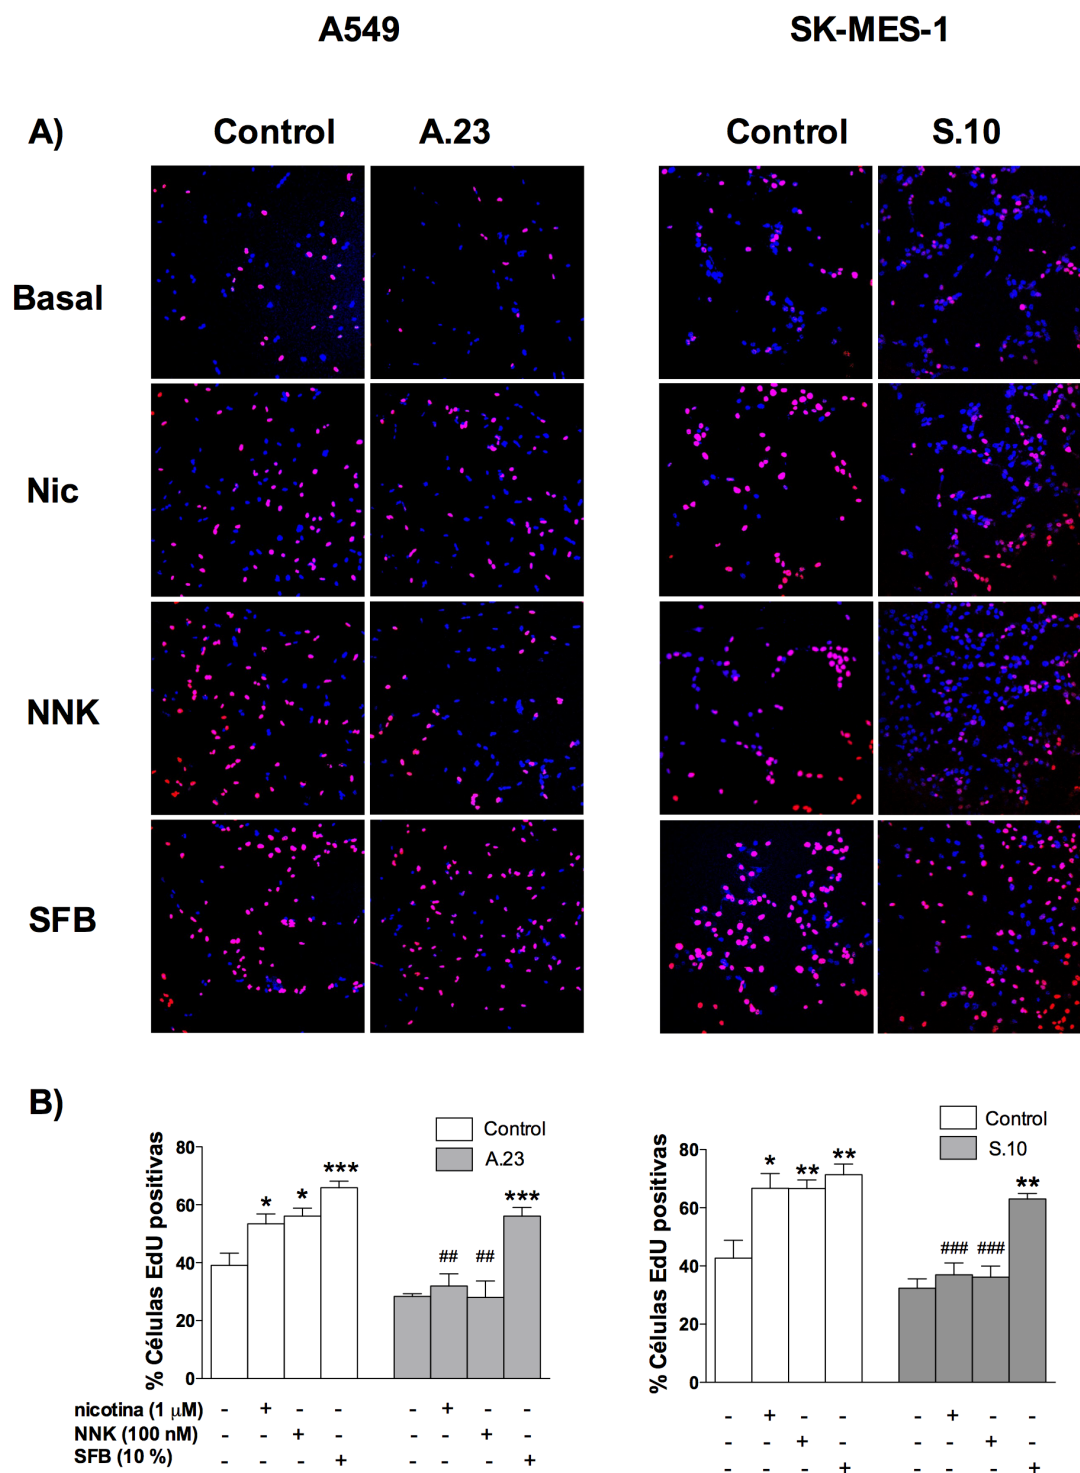 A549 SK-MES-1
A) Control A.23 Control S.10
Basal
Nic
NNK
SFB
B)
% Células EdU positivas
80
60
40
20
0
Control
A.23
* * *** ## ## ***
nicotina (1 µM) - + - - - + - -
NNK (100 nM) - - + - - - + -
SFB (10 %) - - - + - - - +
% Células EdU positivas
80
60
40
20
0
Control
S.10
* ** ** ### ### **
- + - - - + - -
- - + - - - + -
- - - + - - - +